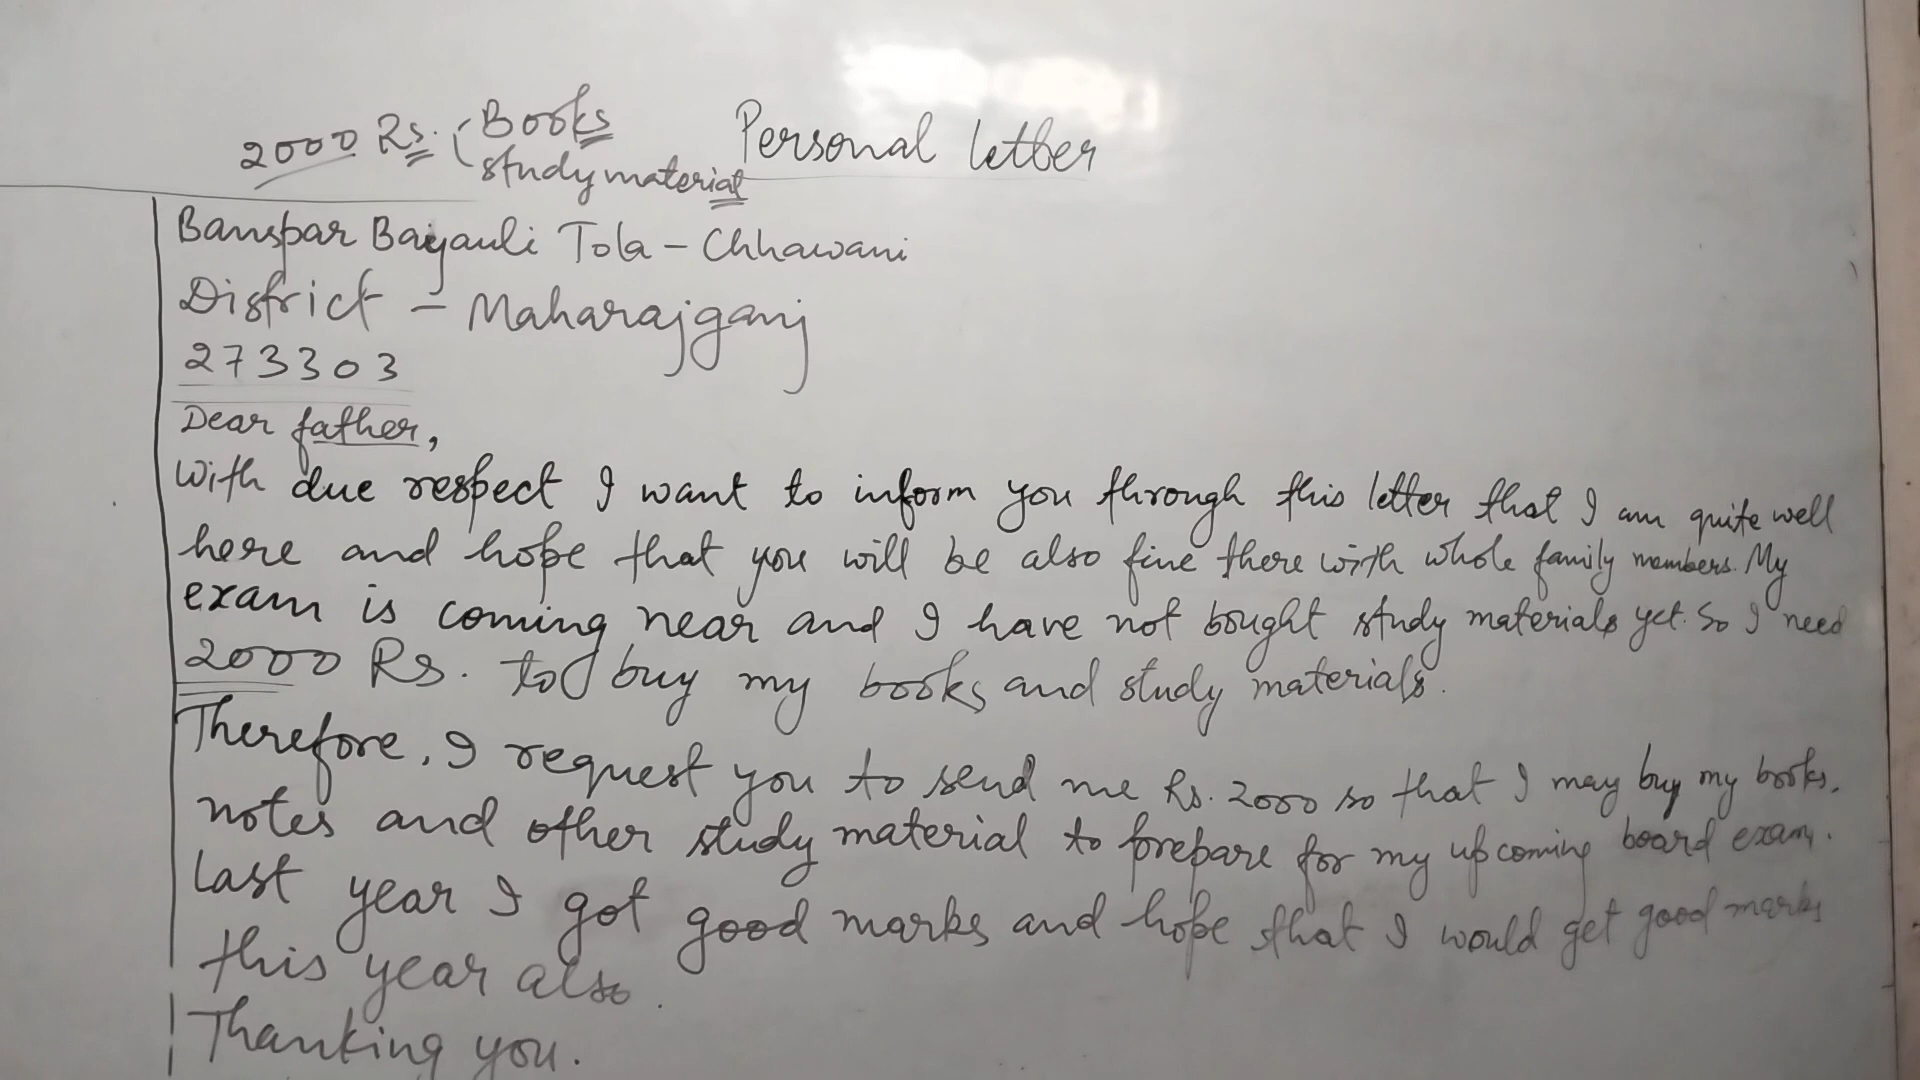 2000 Rs. Books Personal letter
study material
Banspar Baijauli Tola - Chhawani
District - Maharajganj
273303
Dear father,
With due respect I want to inform you through this letter that I am quite well
here and hope that you will be also fine there with whole family members. My
exam is coming near and I have not bought study materials yet. So I need
2000 Rs. to buy my books and study materials.
Therefore, I request you to send me Rs. 2000 so that I may buy my books,
notes and other study material to prepare for my upcoming board exam.
Last year I got good marks and hope that I would get good marks
this year also.
Thanking you.